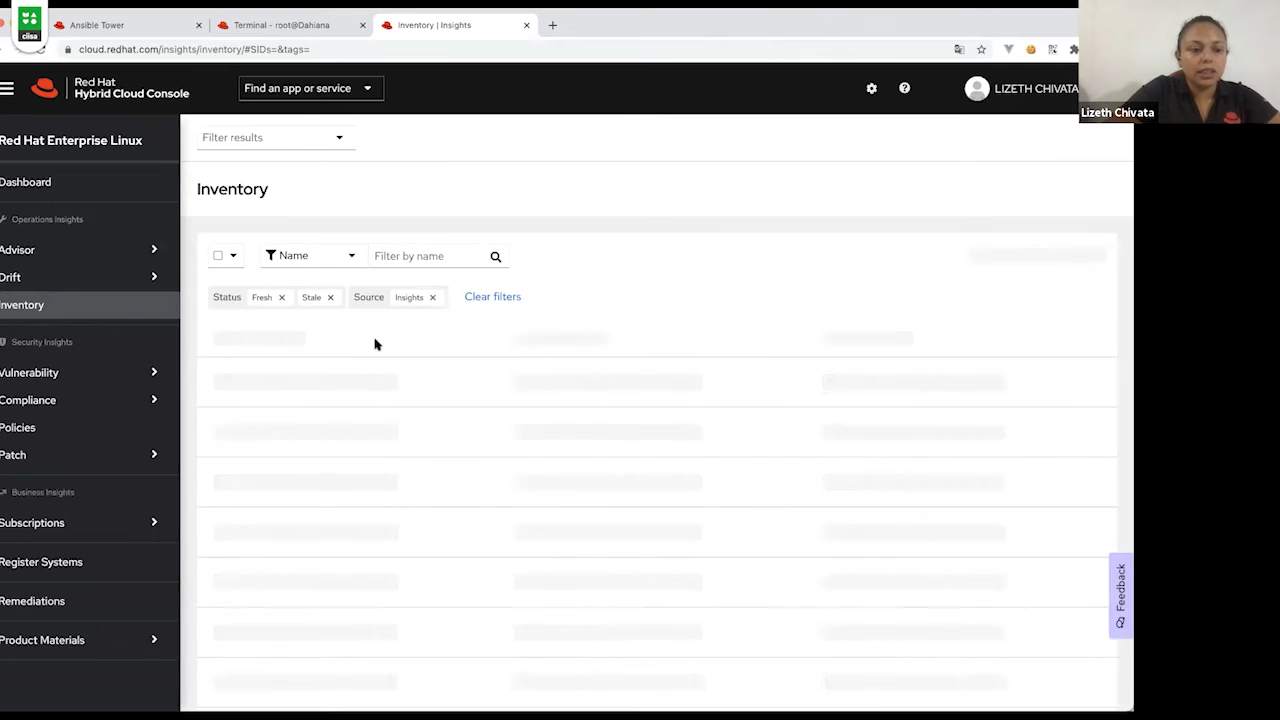 clisa
Ansible Tower
Terminal - root@Dahiana
Inventory | Insights
cloud.redhat.com/insights/inventory/#SIDs=&tags=
Red Hat
Hybrid Cloud Console
Find an app or service
LIZETH CHIVATA
Lizeth Chivata
Red Hat Enterprise Linux
Dashboard
Operations Insights
Advisor
Drift
Inventory
Security Insights
Vulnerability
Compliance
Policies
Patch
Business Insights
Subscriptions
Register Systems
Remediations
Product Materials
Filter results
Inventory
Name
Filter by name
Status Fresh Stale Source Insights Clear filters
Feedback